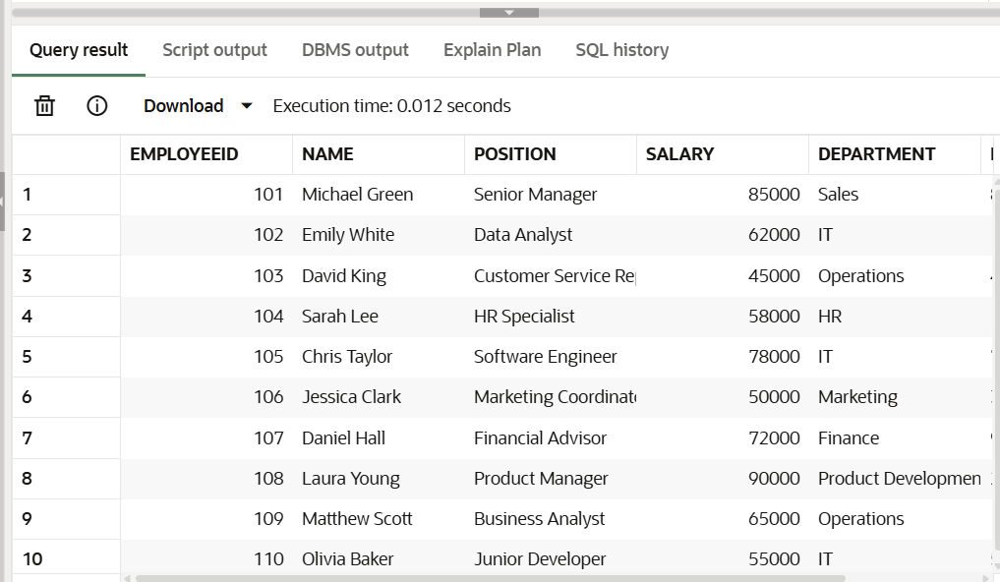 Query result Script output DBMS output Explain Plan SQL history
Download Execution time: 0.012 seconds
EMPLOYEEID NAME POSITION SALARY DEPARTMENT
1 101 Michael Green Senior Manager 85000 Sales
2 102 Emily White Data Analyst 62000 IT
3 103 David King Customer Service 45000 Operations
4 104 Sarah Lee HR Specialist 58000 HR
5 105 Chris Taylor Software Engineer 78000 IT
6 106 Jessica Clark Marketing Coordinat 50000 Marketing
7 107 Daniel Hall Financial Advisor 72000 Finance
8 108 Laura Young Product Manager 90000 Product Developmen
9 109 Matthew Scott Business Analyst 65000 Operations
10 110 Olivia Baker Junior Developer 55000 IT